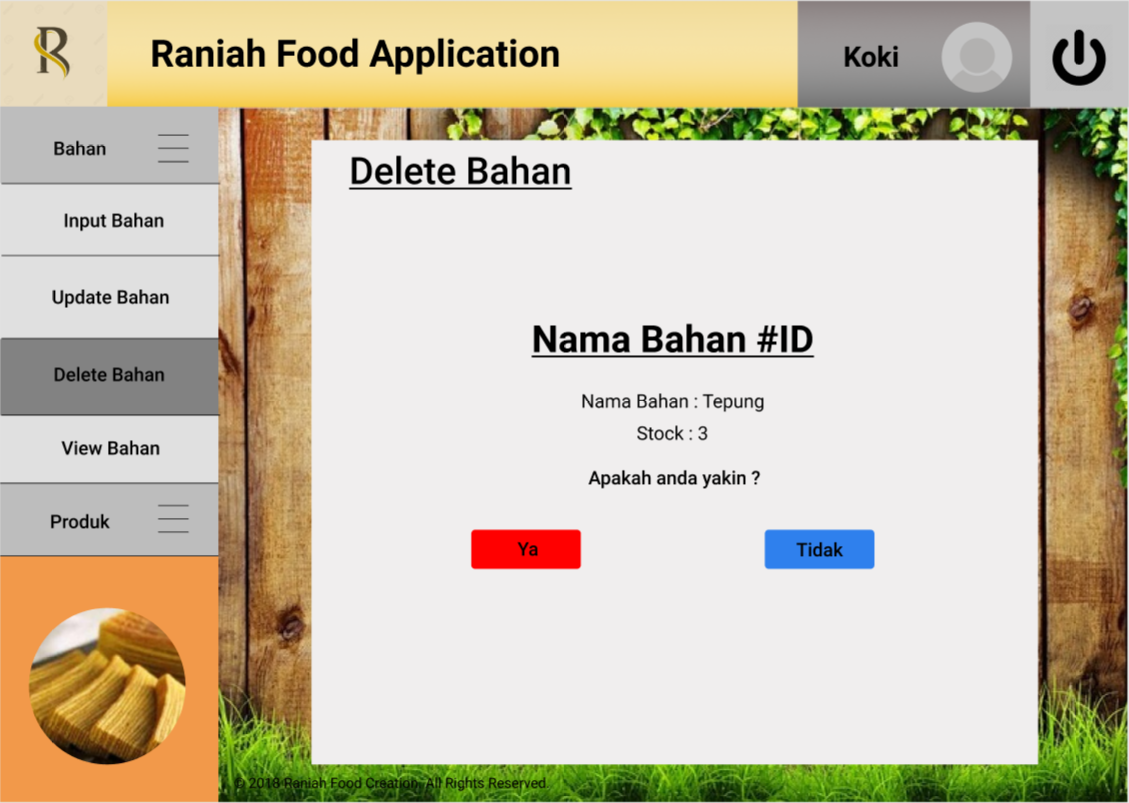 R
Raniah Food Application
Koki
Bahan
Input Bahan
Update Bahan
Delete Bahan
View Bahan
Produk
Delete Bahan
Nama Bahan #ID
Nama Bahan : Tepung
Stock : 3
Apakah anda yakin ?
Ya
Tidak
© 2018 Raniah Food Creation. All Rights Reserved.